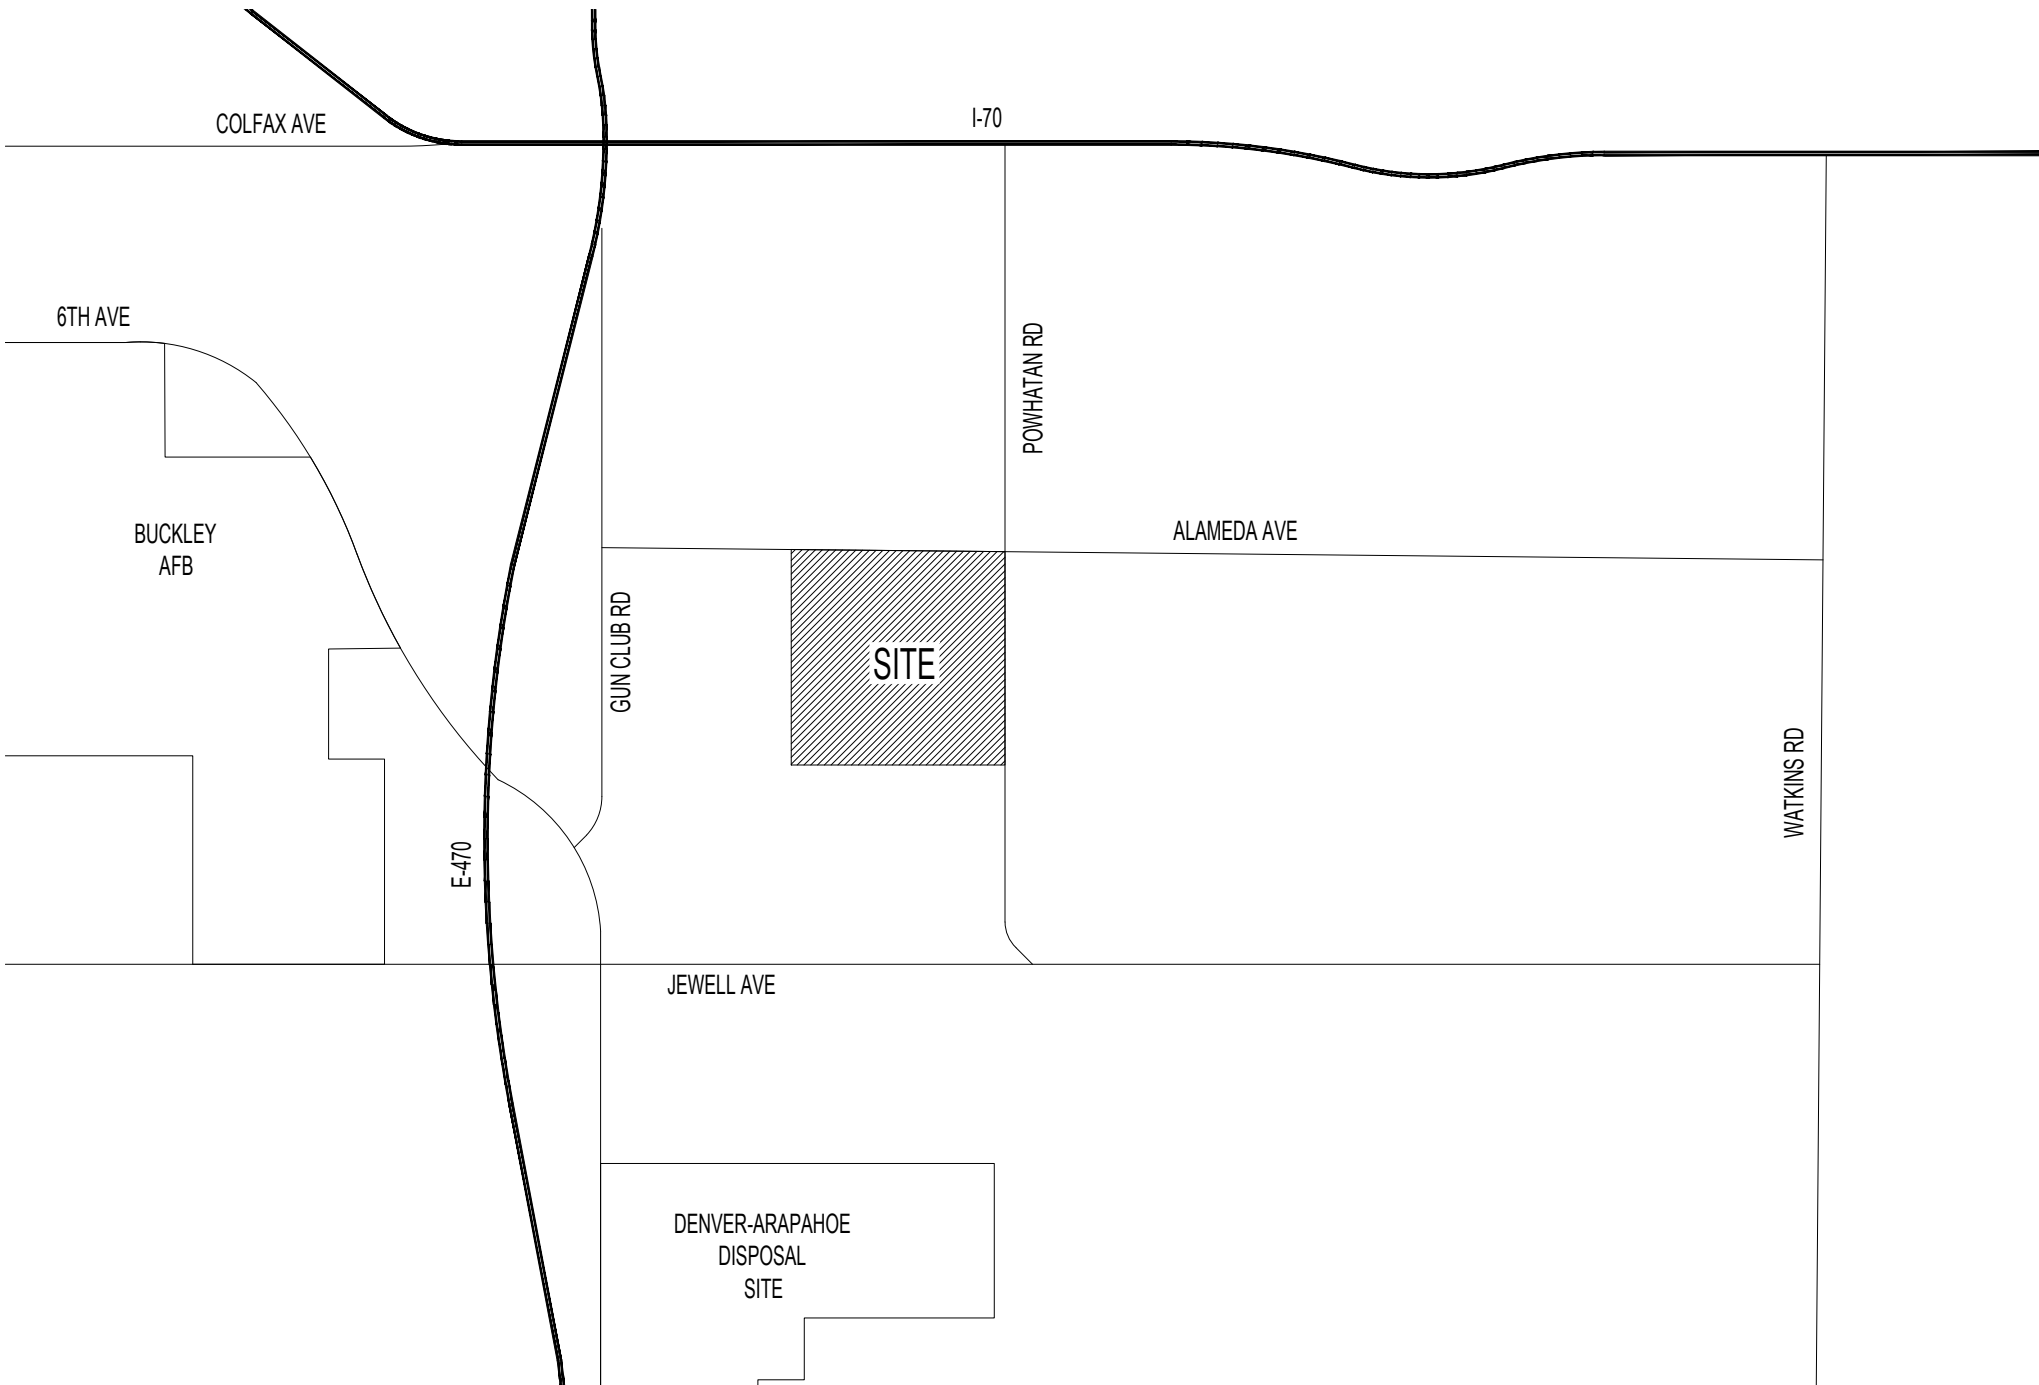 COLFAX AVE
I-70
6TH AVE
POWHATAN RD
BUCKLEY
AFB
ALAMEDA AVE
GUN CLUB RD
SITE
WATKINS RD
E-470
JEWELL AVE
DENVER-ARAPAHOE
DISPOSAL
SITE